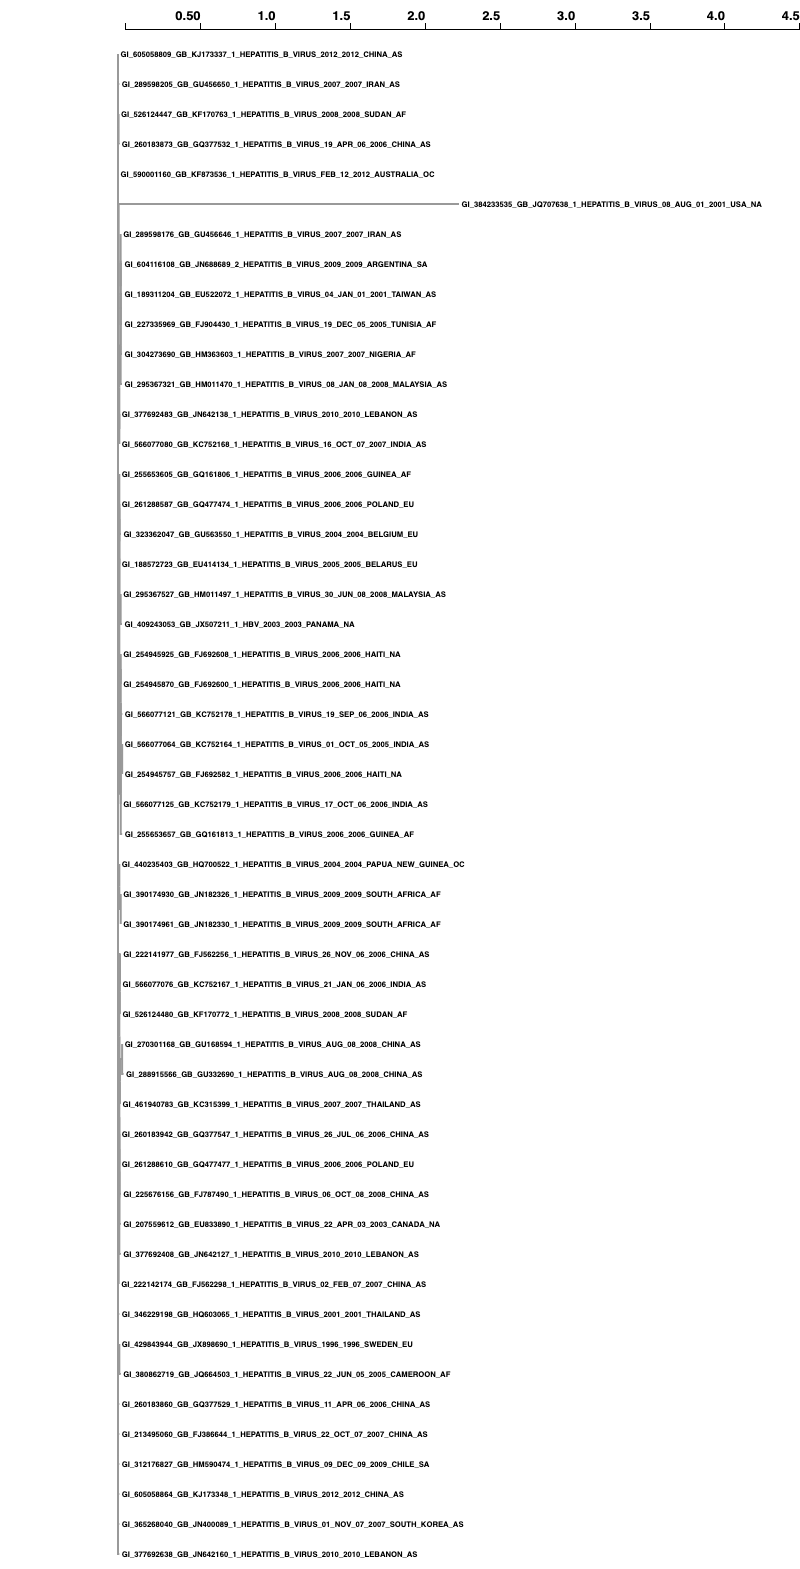 0.50 1.0 1.5 2.0 2.5 3.0 3.5 4.0 4.5
GI_605058809_GB_KJ173337_1_HEPATITIS_B_VIRUS_2012_2012_CHINA_AS
GI_289598205_GB_GU456650_1_HEPATITIS_B_VIRUS_2007_2007_IRAN_AS
GI_526124447_GB_KF170763_1_HEPATITIS_B_VIRUS_2008_2008_SUDAN_AF
GI_260183873_GB_GQ377532_1_HEPATITIS_B_VIRUS_19_APR_06_2006_CHINA_AS
GI_590001160_GB_KF873536_1_HEPATITIS_B_VIRUS_FEB_12_2012_AUSTRALIA_OC
GI_384233535_GB_JQ707638_1_HEPATITIS_B_VIRUS_08_AUG_01_2001_USA_NA
GI_289598176_GB_GU456646_1_HEPATITIS_B_VIRUS_2007_2007_IRAN_AS
GI_604116108_GB_JN688689_2_HEPATITIS_B_VIRUS_2009_2009_ARGENTINA_SA
GI_189311204_GB_EU522072_1_HEPATITIS_B_VIRUS_04_JAN_01_2001_TAIWAN_AS
GI_227335969_GB_FJ904430_1_HEPATITIS_B_VIRUS_19_DEC_05_2005_TUNISIA_AF
GI_304273690_GB_HM363603_1_HEPATITIS_B_VIRUS_2007_2007_NIGERIA_AF
GI_295367321_GB_HM011470_1_HEPATITIS_B_VIRUS_08_JAN_08_2008_MALAYSIA_AS
GI_377692483_GB_JN642138_1_HEPATITIS_B_VIRUS_2010_2010_LEBANON_AS
GI_566077080_GB_KC752168_1_HEPATITIS_B_VIRUS_16_OCT_07_2007_INDIA_AS
GI_255653605_GB_GQ161806_1_HEPATITIS_B_VIRUS_2006_2006_GUINEA_AF
GI_261288587_GB_GQ477474_1_HEPATITIS_B_VIRUS_2006_2006_POLAND_EU
GI_323362047_GB_GU563550_1_HEPATITIS_B_VIRUS_2004_2004_BELGIUM_EU
GI_188572723_GB_EU414134_1_HEPATITIS_B_VIRUS_2005_2005_BELARUS_EU
GI_295367527_GB_HM011497_1_HEPATITIS_B_VIRUS_30_JUN_08_2008_MALAYSIA_AS
GI_409243053_GB_JX507211_1_HBV_2003_2003_PANAMA_NA
GI_254945925_GB_FJ692608_1_HEPATITIS_B_VIRUS_2006_2006_HAITI_NA
GI_254945870_GB_FJ692600_1_HEPATITIS_B_VIRUS_2006_2006_HAITI_NA
GI_566077121_GB_KC752178_1_HEPATITIS_B_VIRUS_19_SEP_06_2006_INDIA_AS
GI_566077064_GB_KC752164_1_HEPATITIS_B_VIRUS_01_OCT_05_2005_INDIA_AS
GI_254945757_GB_FJ692582_1_HEPATITIS_B_VIRUS_2006_2006_HAITI_NA
GI_566077125_GB_KC752179_1_HEPATITIS_B_VIRUS_17_OCT_06_2006_INDIA_AS
GI_255653657_GB_GQ161813_1_HEPATITIS_B_VIRUS_2006_2006_GUINEA_AF
GI_440235403_GB_HQ700522_1_HEPATITIS_B_VIRUS_2004_2004_PAPUA_NEW_GUINEA_OC
GI_390174930_GB_JN182326_1_HEPATITIS_B_VIRUS_2009_2009_SOUTH_AFRICA_AF
GI_390174961_GB_JN182330_1_HEPATITIS_B_VIRUS_2009_2009_SOUTH_AFRICA_AF
GI_222141977_GB_FJ562256_1_HEPATITIS_B_VIRUS_26_NOV_06_2006_CHINA_AS
GI_566077076_GB_KC752167_1_HEPATITIS_B_VIRUS_21_JAN_06_2006_INDIA_AS
GI_526124480_GB_KF170772_1_HEPATITIS_B_VIRUS_2008_2008_SUDAN_AF
GI_270301168_GB_GU168594_1_HEPATITIS_B_VIRUS_AUG_08_2008_CHINA_AS
GI_288915566_GB_GU332690_1_HEPATITIS_B_VIRUS_AUG_08_2008_CHINA_AS
GI_461940783_GB_KC315399_1_HEPATITIS_B_VIRUS_2007_2007_THAILAND_AS
GI_260183942_GB_GQ377547_1_HEPATITIS_B_VIRUS_26_JUL_06_2006_CHINA_AS
GI_261288610_GB_GQ477477_1_HEPATITIS_B_VIRUS_2006_2006_POLAND_EU
GI_225676156_GB_FJ787490_1_HEPATITIS_B_VIRUS_06_OCT_08_2008_CHINA_AS
GI_207559612_GB_EU833890_1_HEPATITIS_B_VIRUS_22_APR_03_2003_CANADA_NA
GI_377692408_GB_JN642127_1_HEPATITIS_B_VIRUS_2010_2010_LEBANON_AS
GI_222142174_GB_FJ562298_1_HEPATITIS_B_VIRUS_02_FEB_07_2007_CHINA_AS
GI_346229198_GB_HQ603065_1_HEPATITIS_B_VIRUS_2001_2001_THAILAND_AS
GI_429843944_GB_JX898690_1_HEPATITIS_B_VIRUS_1996_1996_SWEDEN_EU
GI_380862719_GB_JQ664503_1_HEPATITIS_B_VIRUS_22_JUN_05_2005_CAMEROON_AF
GI_260183860_GB_GQ377529_1_HEPATITIS_B_VIRUS_11_APR_06_2006_CHINA_AS
GI_213495060_GB_FJ386644_1_HEPATITIS_B_VIRUS_22_OCT_07_2007_CHINA_AS
GI_312176827_GB_HM590474_1_HEPATITIS_B_VIRUS_09_DEC_09_2009_CHILE_SA
GI_605058864_GB_KJ173348_1_HEPATITIS_B_VIRUS_2012_2012_CHINA_AS
GI_365268040_GB_JN400089_1_HEPATITIS_B_VIRUS_01_NOV_07_2007_SOUTH_KOREA_AS
GI_377692638_GB_JN642160_1_HEPATITIS_B_VIRUS_2010_2010_LEBANON_AS